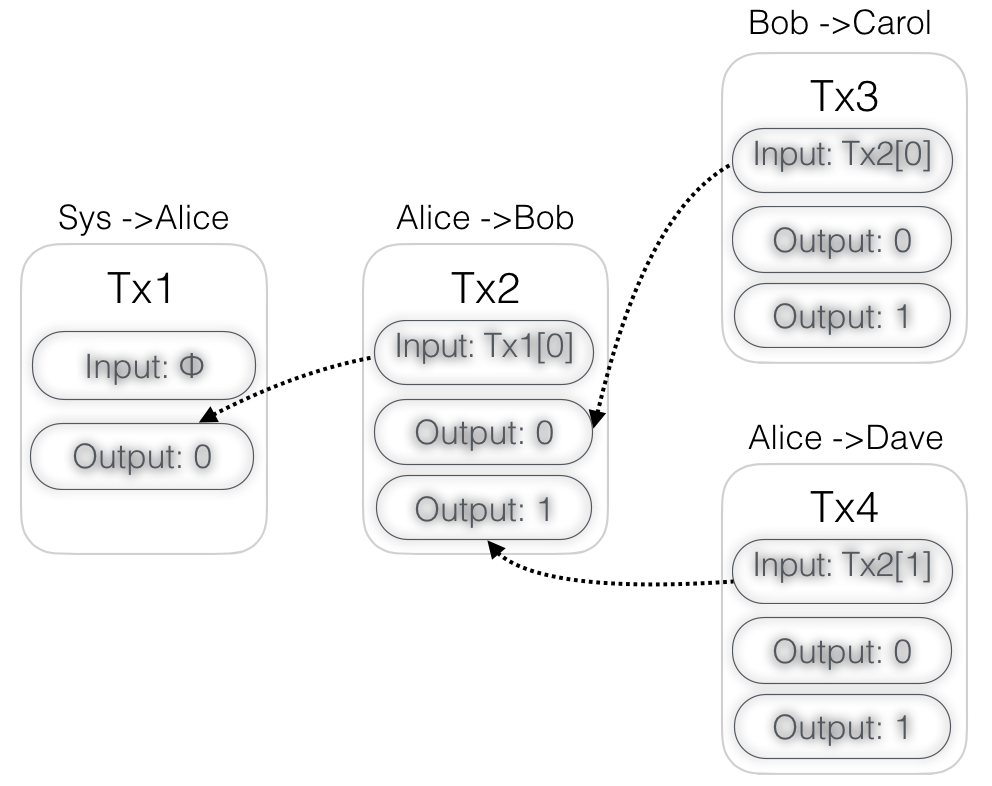 Sys ->Alice
Tx1
Input: Φ
Output: 0
Alice ->Bob
Tx2
Input: Tx1[0]
Output: 0
Output: 1
Bob ->Carol
Tx3
Input: Tx2[0]
Output: 0
Output: 1
Alice ->Dave
Tx4
Input: Tx2[1]
Output: 0
Output: 1